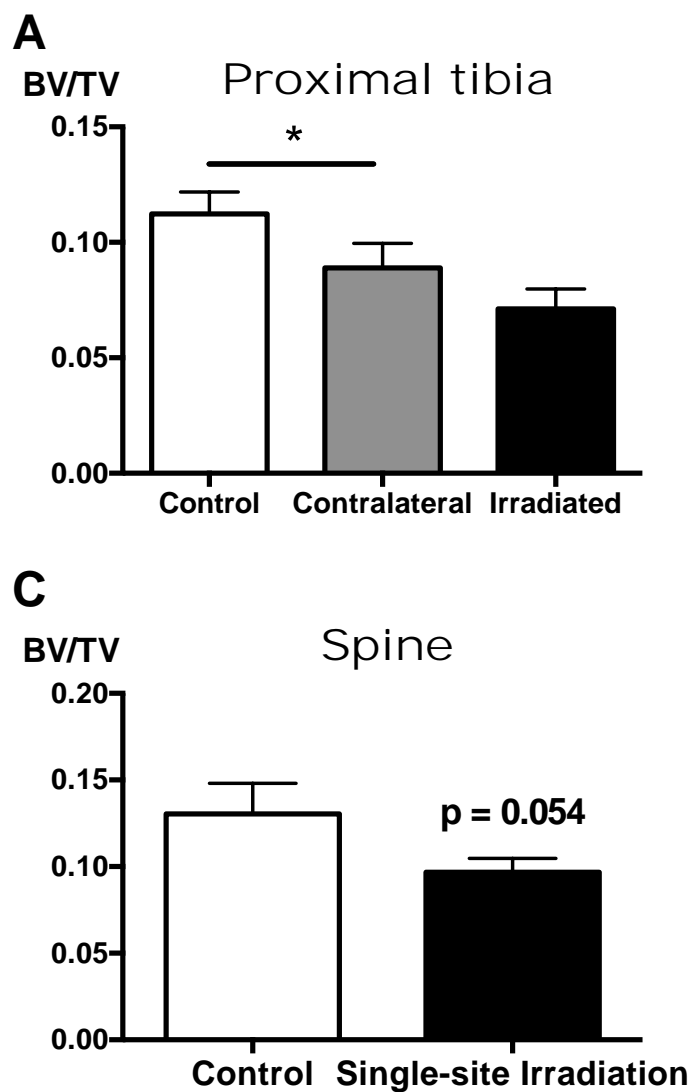 A
BV/TV Proximal tibia
0.15
*
0.10
0.05
0.00
Control Contralateral Irradiated
C
BV/TV Spine
0.20
0.15
p = 0.054
0.10
0.05
0.00
Control Single-site Irradiation